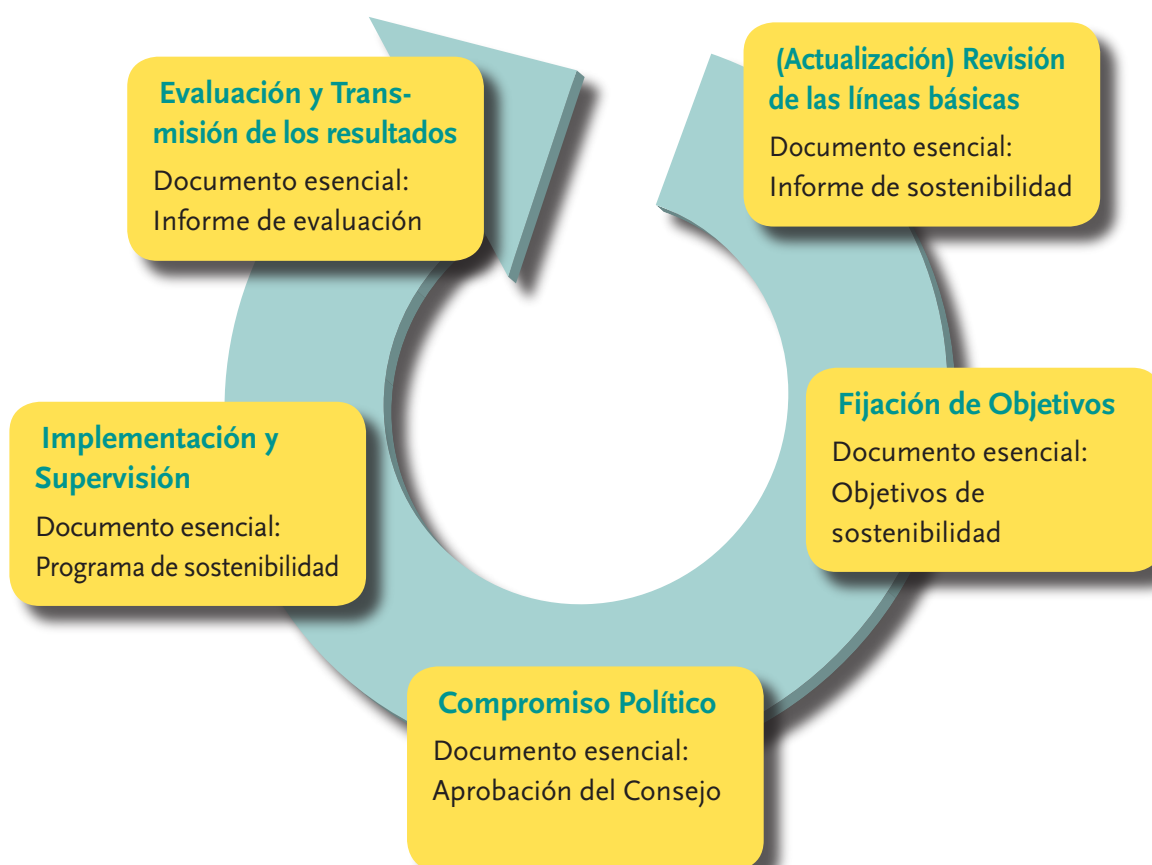 (Actualización) Revisión
de las líneas básicas
Documento esencial:
Informe de sostenibilidad
Fijación de Objetivos
Documento esencial:
Objetivos de
sostenibilidad
Compromiso Político
Documento esencial:
Aprobación del Consejo
Implementación y
Supervisión
Documento esencial:
Programa de sostenibilidad
Evaluación y Trans-
misión de los resultados
Documento esencial:
Informe de evaluación